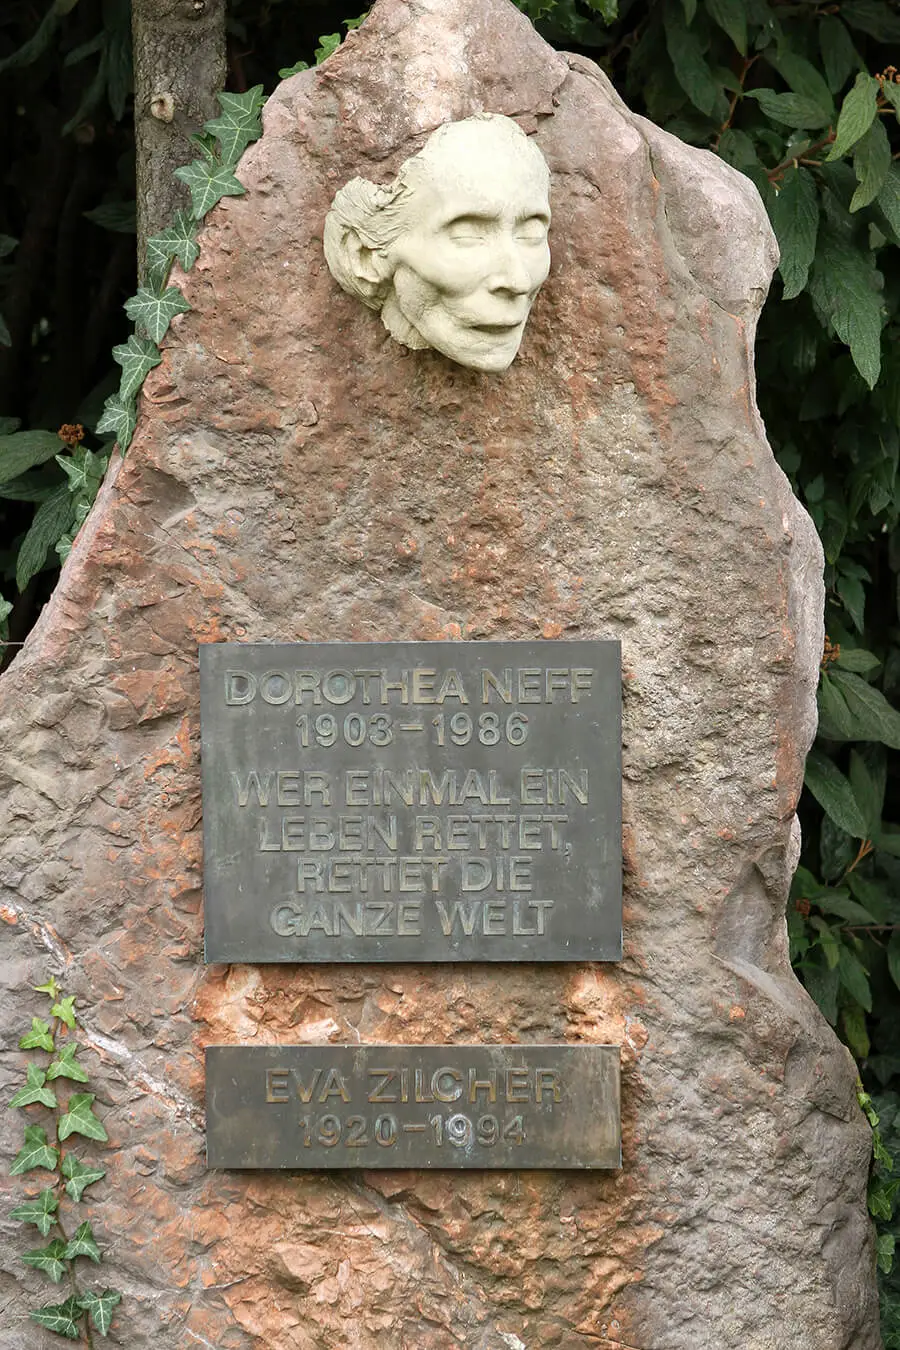 DOROTHEA NEFF
1903-1986
WER EINMAL EIN
LEBEN RETTET,
RETTET DIE
GANZE WELT
EVA ZILCHER
1920-1994